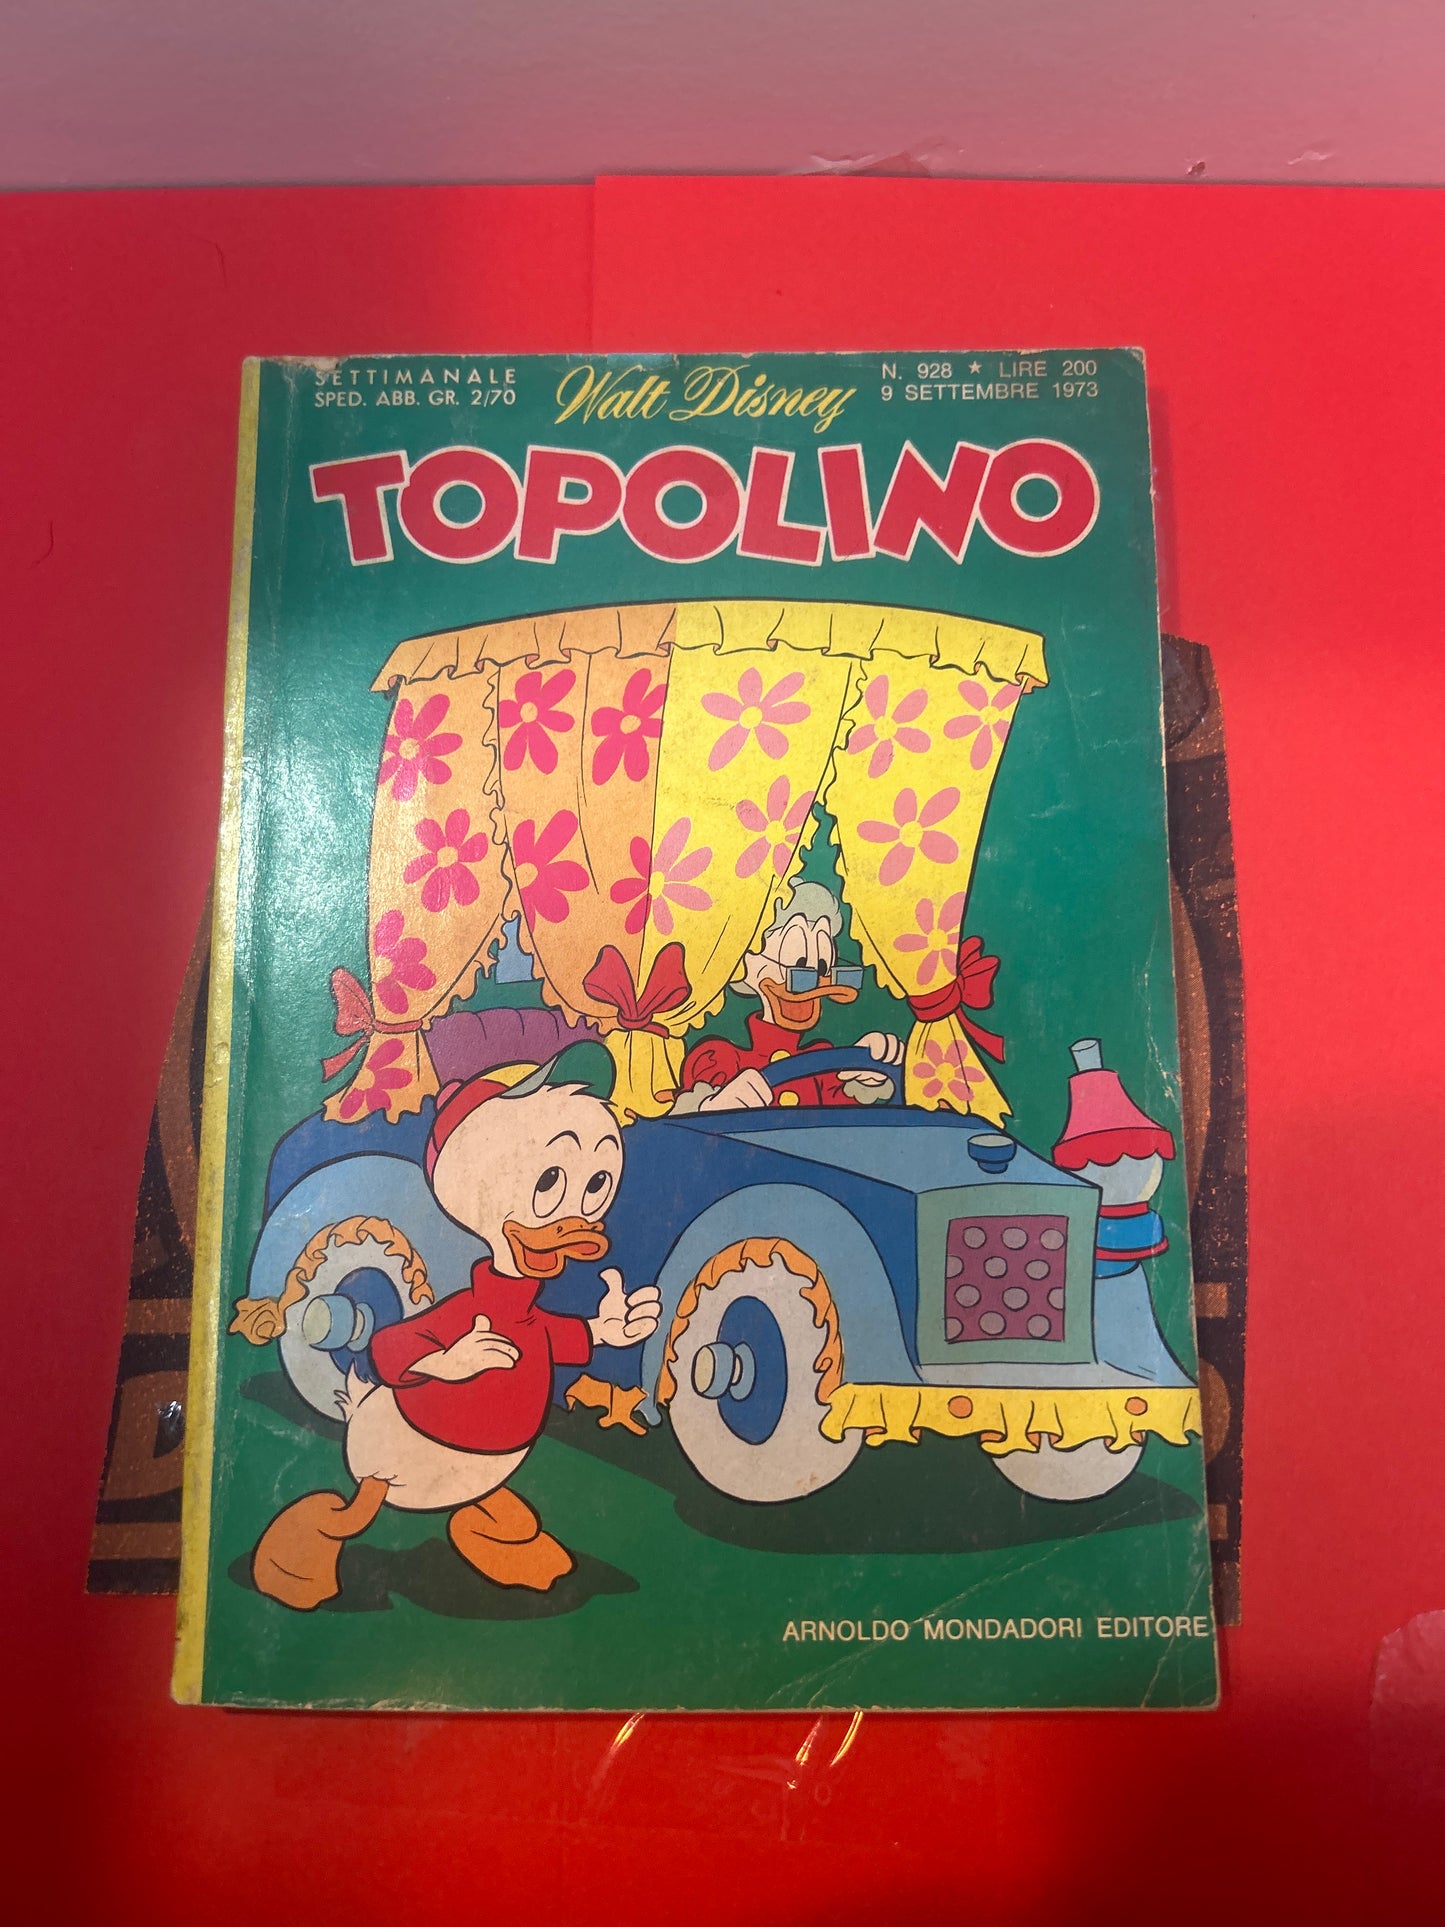 SETTIMANALE
SPED. ABB. GR. 2/70
Walt Disney
N. 928 ★ LIRE 200
9 SETTEMBRE 1973
TOPOLINO
ARNOLDO MONDADORI EDITORE